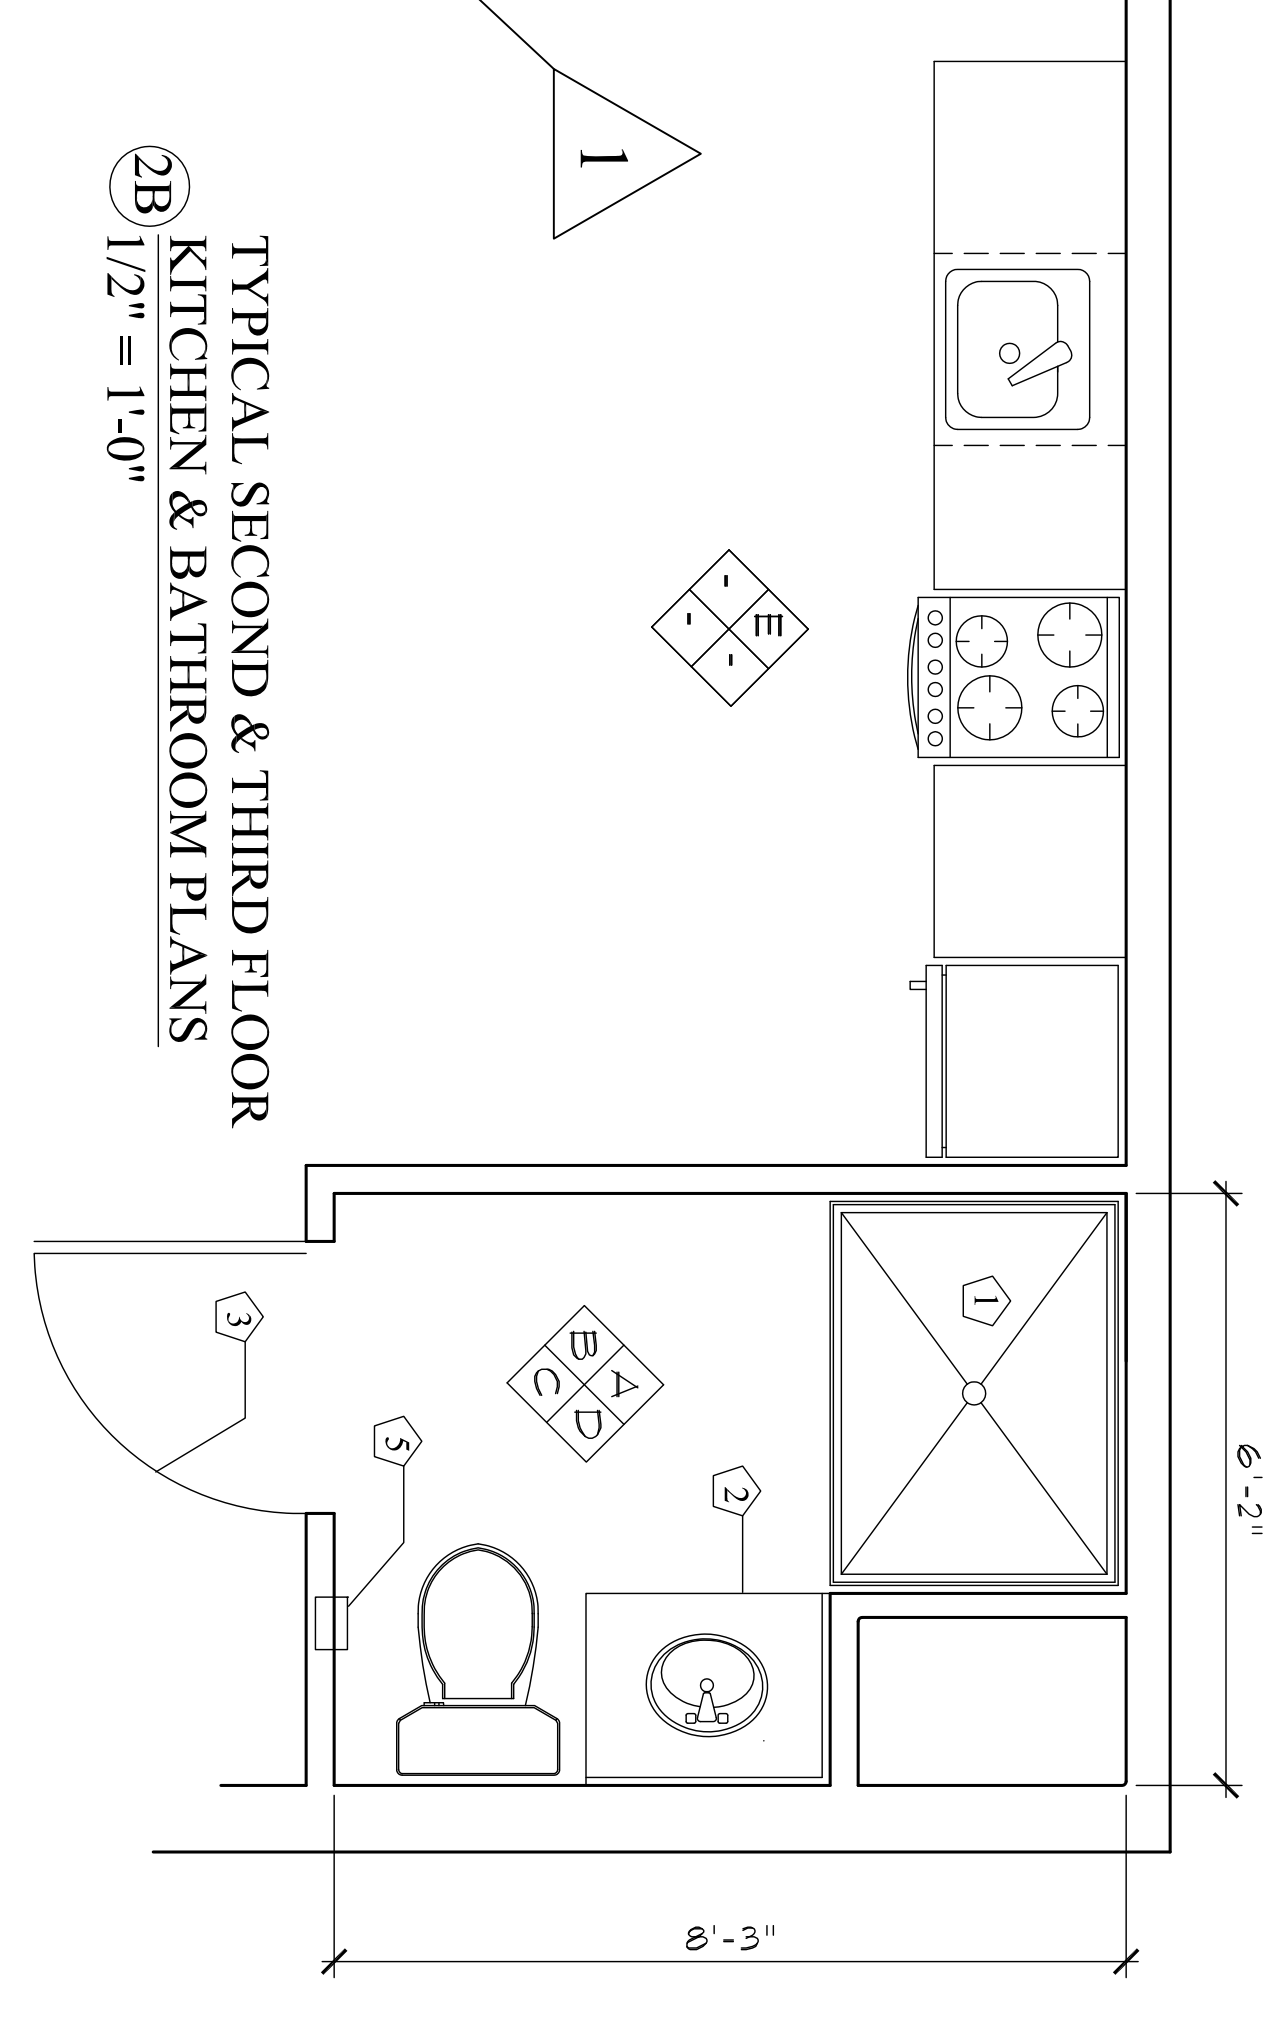 1
E
-
-
-
1
6'-2"
A
B
C
D
2
3
5
8'-3"
2B
TYPICAL SECOND & THIRD FLOOR
KITCHEN & BATHROOM PLANS
1/2" = 1'-0"